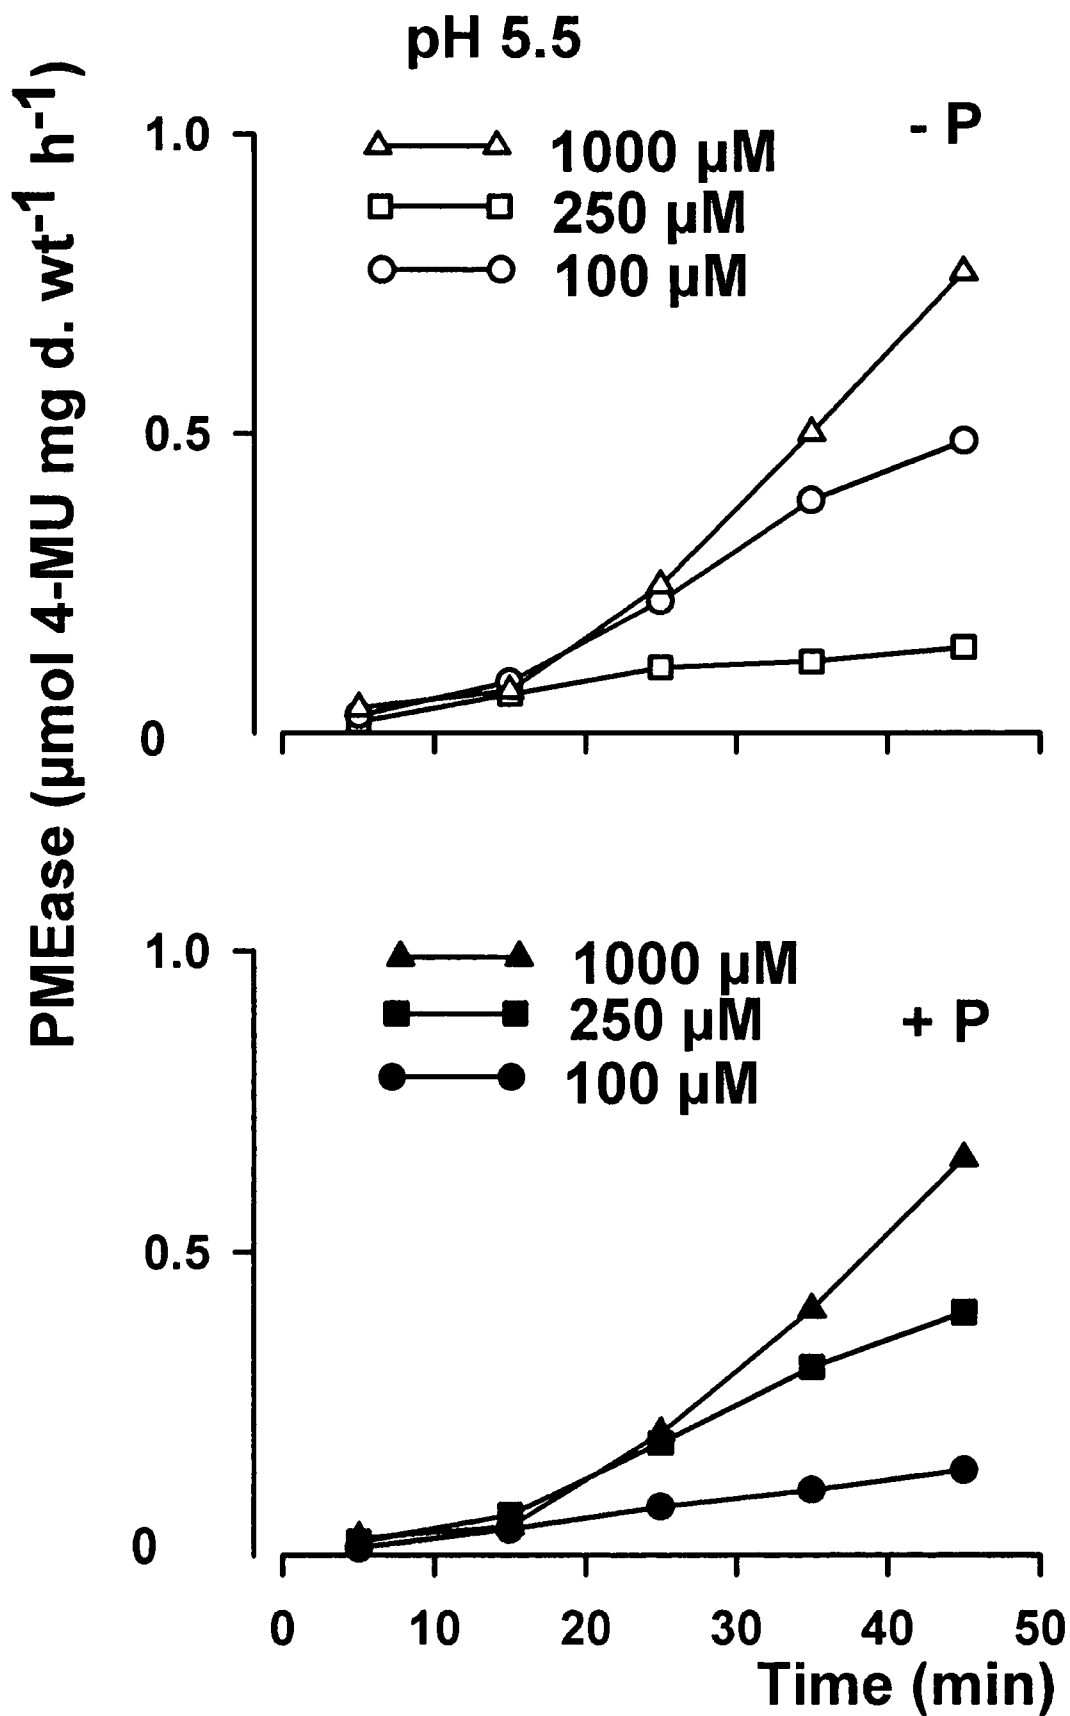 pH 5.5
PMEase (µmol 4-MU mg d. wt⁻¹ h⁻¹)
- P
1000 µM
250 µM
100 µM
1.0
0.5
0
1000 µM
250 µM
100 µM
+ P
1.0
0.5
0
0 10 20 30 40 50
Time (min)